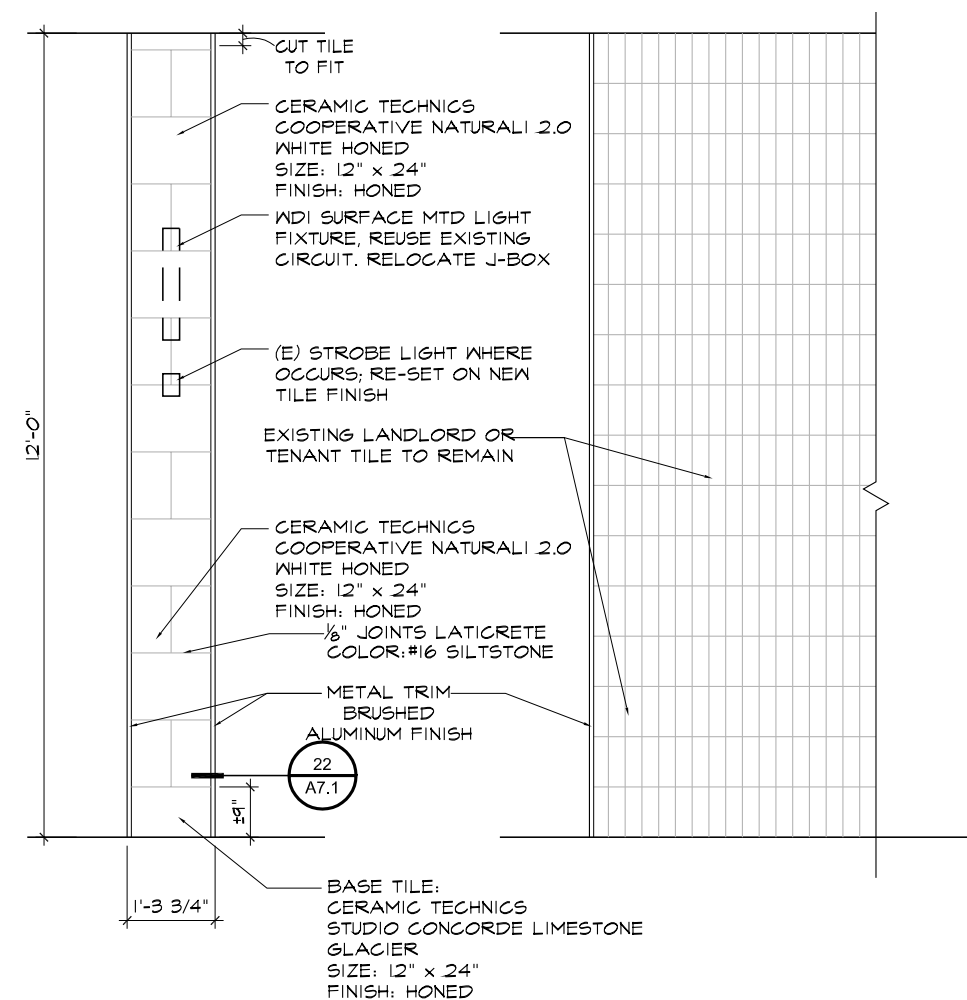 CUT TILE
TO FIT
CERAMIC TECHNICS
COOPERATIVE NATURALI 2.0
WHITE HONED
SIZE: 12" x 24"
FINISH: HONED
WDI SURFACE MTD LIGHT
FIXTURE, REUSE EXISTING
CIRCUIT. RELOCATE J-BOX
(E) STROBE LIGHT WHERE
OCCURS; RE-SET ON NEW
TILE FINISH
12'-0"
EXISTING LANDLORD OR
TENANT TILE TO REMAIN
CERAMIC TECHNICS
COOPERATIVE NATURALI 2.0
WHITE HONED
SIZE: 12" x 24"
FINISH: HONED
1/8" JOINTS LATICRETE
COLOR:#16 SILTSTONE
METAL TRIM
BRUSHED
ALUMINUM FINISH
22
A7.1
±9"
1'-3 3/4"
BASE TILE:
CERAMIC TECHNICS
STUDIO CONCORDE LIMESTONE
GLACIER
SIZE: 12" x 24"
FINISH: HONED